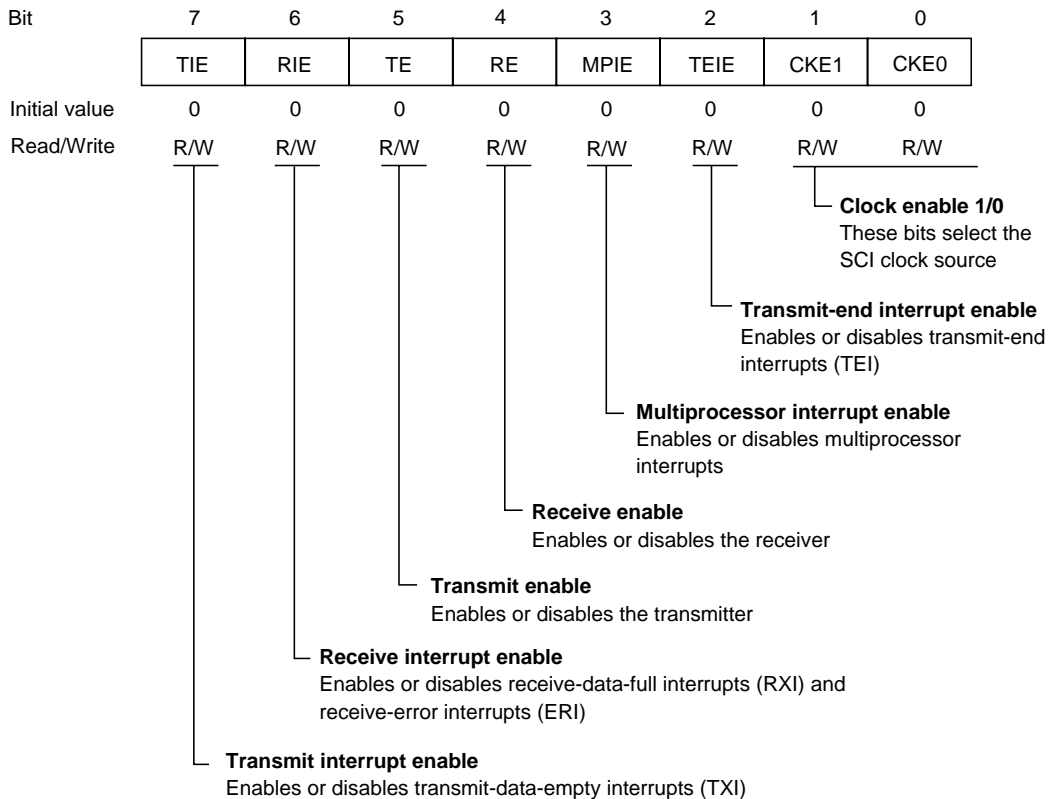 Bit 7 6 5 4 3 2 1 0
TIE RIE TE RE MPIE TEIE CKE1 CKE0
Initial value 0 0 0 0 0 0 0 0
Read/Write R/W R/W R/W R/W R/W R/W R/W R/W
Clock enable 1/0
These bits select the
SCI clock source
Transmit-end interrupt enable
Enables or disables transmit-end
interrupts (TEI)
Multiprocessor interrupt enable
Enables or disables multiprocessor
interrupts
Receive enable
Enables or disables the receiver
Transmit enable
Enables or disables the transmitter
Receive interrupt enable
Enables or disables receive-data-full interrupts (RXI) and
receive-error interrupts (ERI)
Transmit interrupt enable
Enables or disables transmit-data-empty interrupts (TXI)